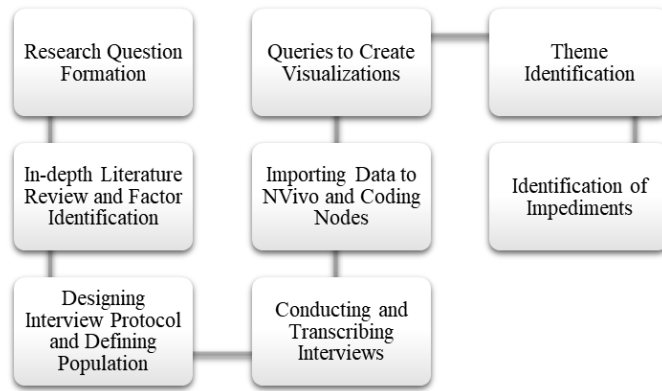 Research Question
Formation
In-depth Literature
Review and Factor
Identification
Designing
Interview Protocol
and Defining
Population
Conducting and
Transcribing
Interviews
Importing Data to
NVivo and Coding
Nodes
Queries to Create
Visualizations
Theme
Identification
Identification of
Impediments